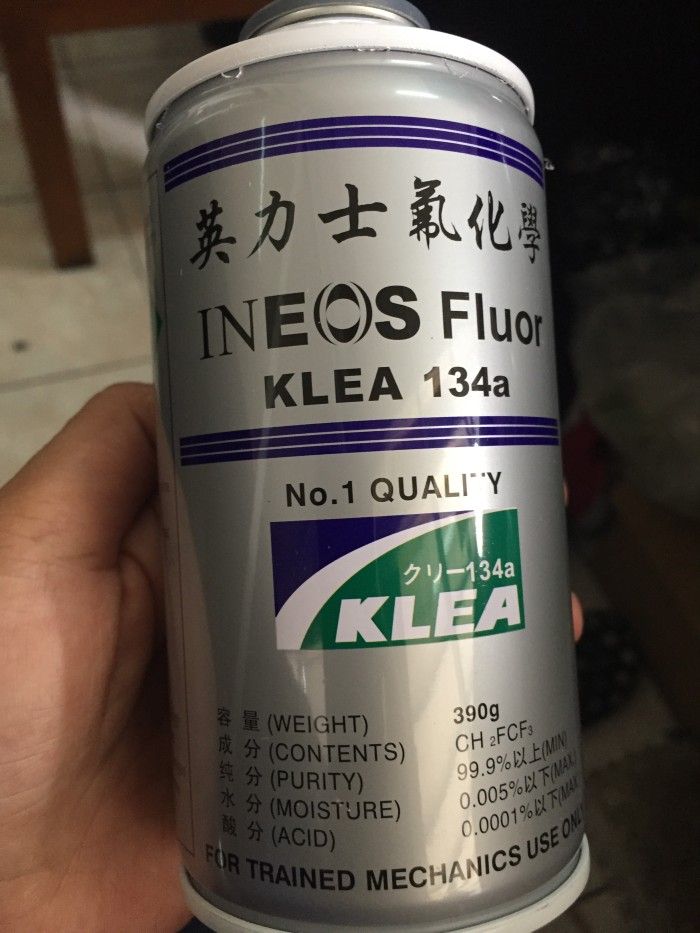 英力士氟化學
INEOS Fluor
KLEA 134a
No.1 QUALITY
クリー134a
KLEA
容 量 (WEIGHT) 390g
成 分 (CONTENTS) CH ₂FCF₃
纯 分 (PURITY) 99.9%以上(MIN)
水 分 (MOISTURE) 0.005%以下(MAX)
酸 分 (ACID) 0.0001%以下(MAX
FOR TRAINED MECHANICS USE ONLY